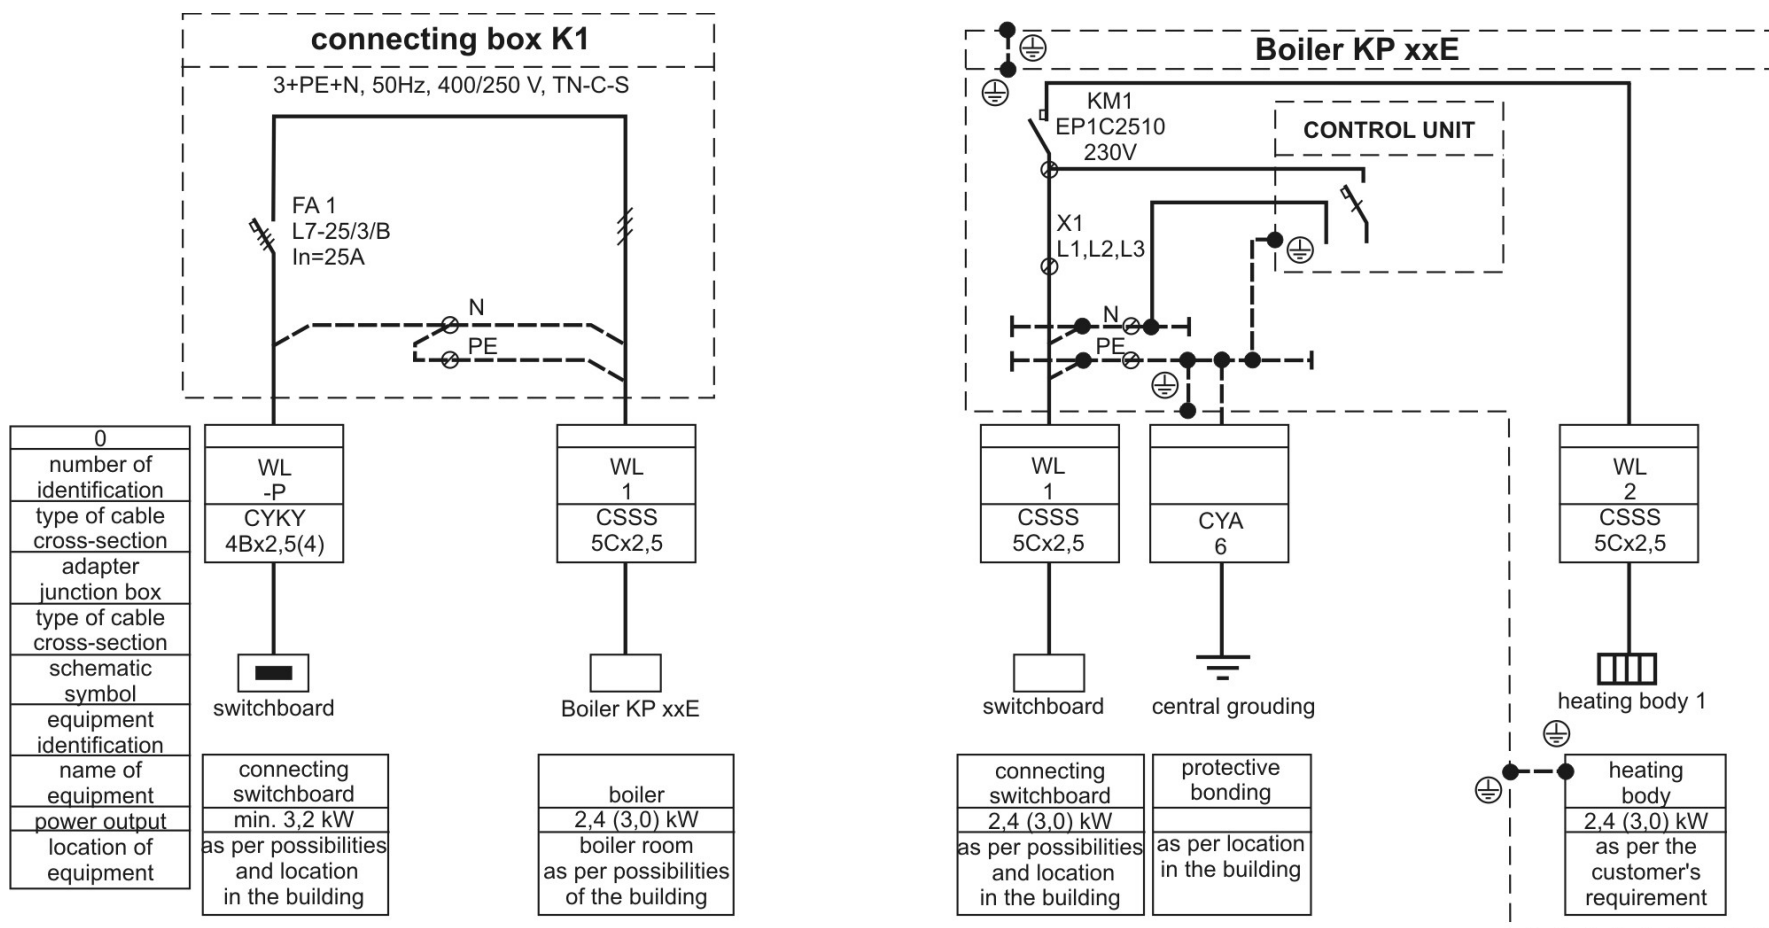 connecting box K1
3+PE+N, 50Hz, 400/250 V, TN-C-S
FA 1
L7-25/3/B
In=25A
N
PE
Boiler KP xxE
KM1
EP1C2510
230V
CONTROL UNIT
X1
L1,L2,L3
N
PE
0
number of
identification
type of cable
cross-section
adapter
junction box
type of cable
cross-section
schematic
symbol
equipment
identification
name of
equipment
power output
location of
equipment
WL
-P
CYKY
4Bx2,5(4)
switchboard
connecting
switchboard
min. 3,2 kW
as per possibilities
and location
in the building
WL
1
CSSS
5Cx2,5
Boiler KP xxE
boiler
2,4 (3,0) kW
boiler room
as per possibilities
of the building
WL
1
CSSS
5Cx2,5
switchboard
connecting
switchboard
2,4 (3,0) kW
as per possibilities
and location
in the building
CYA
6
central grouding
protective
bonding
as per location
in the building
WL
2
CSSS
5Cx2,5
heating body 1
heating
body
2,4 (3,0) kW
as per the
customer's
requirement